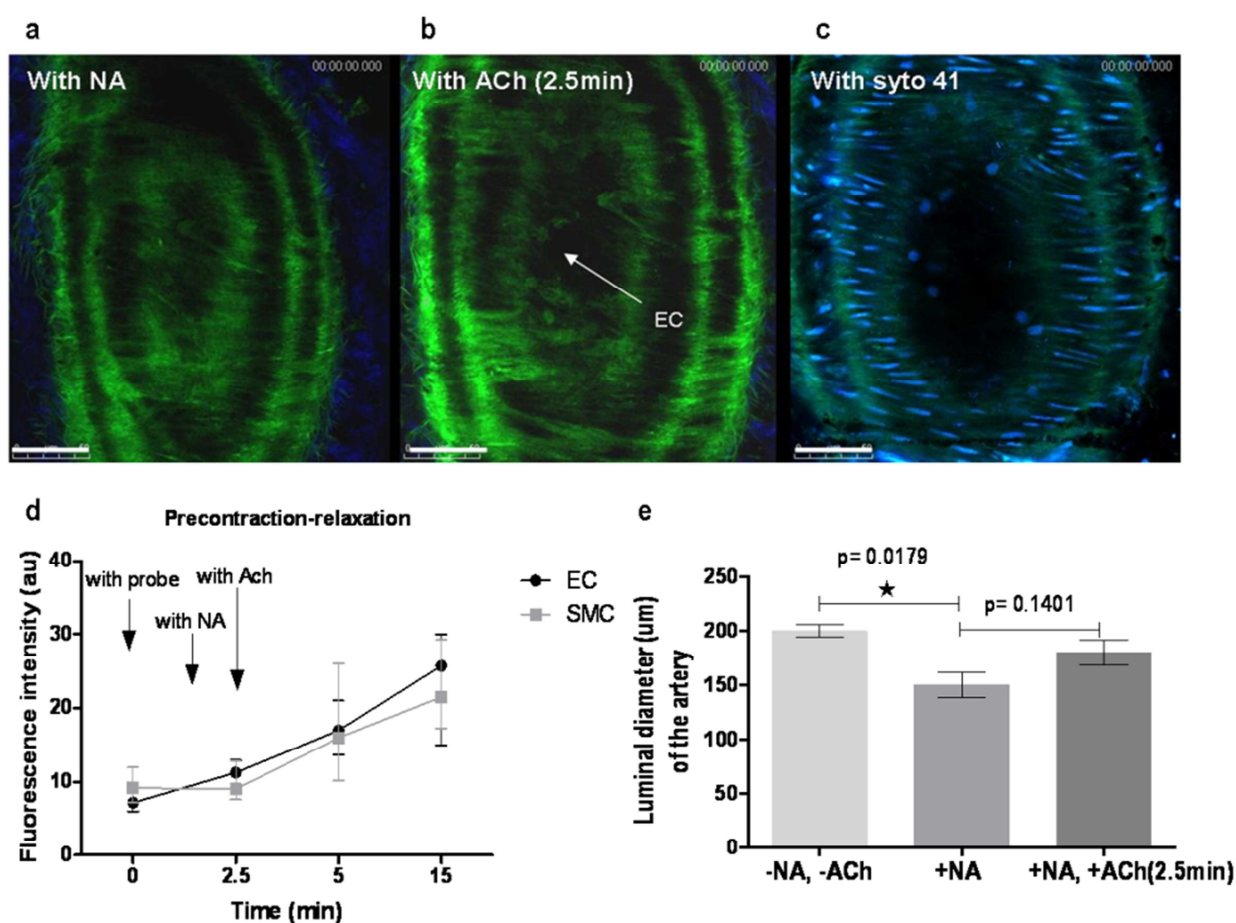 a
b
c
With NA
00:00:00.000
With ACh (2.5min)
00:00:00.000
With syto 41
00:00:00.000
EC
d
Precontraction-relaxation
Fluorescence intensity (au)
40
30
20
10
0
with probe
with NA
with Ach
EC
SMC
0
2.5
5
15
Time (min)
e
p= 0.0179
★
p= 0.1401
Luminal diameter (um)
of the artery
250
200
150
100
50
0
-NA, -ACh
+NA
+NA, +ACh(2.5min)